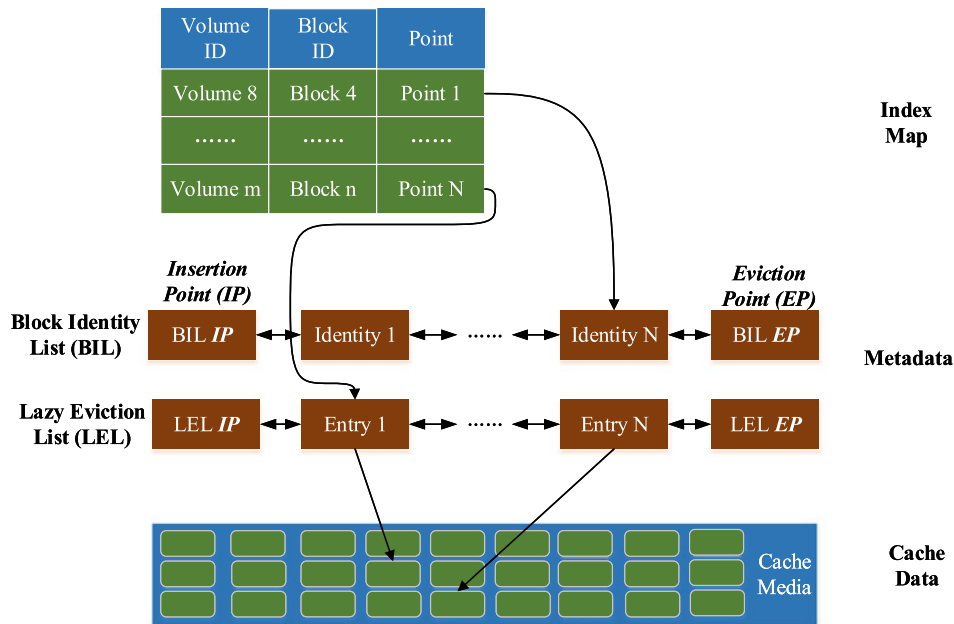 Volume ID
Block ID
Point
Volume 8
Block 4
Point 1
......
......
......
Volume m
Block n
Point N
Index
Map
Insertion
Point (IP)
Eviction
Point (EP)
Block Identity
List (BIL)
BIL IP
Identity 1
......
Identity N
BIL EP
Metadata
Lazy Eviction
List (LEL)
LEL IP
Entry 1
......
Entry N
LEL EP
Cache
Media
Cache
Data